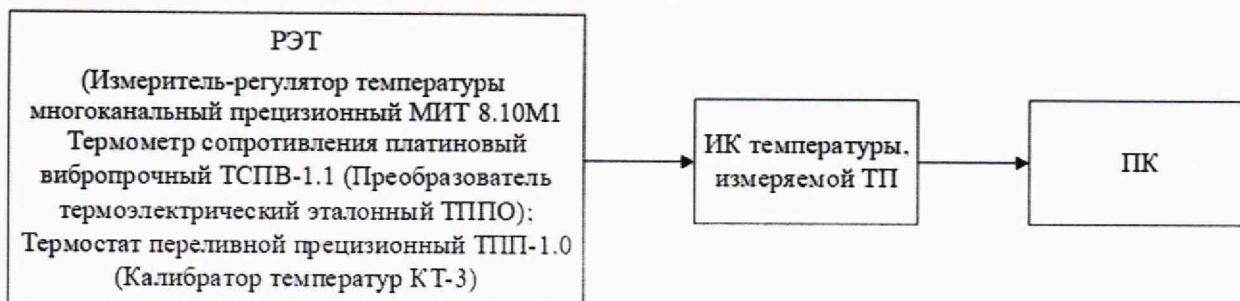 РЭТ
(Измеритель-регулятор температуры
многоканальный прецизионный МИТ 8.10М1
Термометр сопротивления платиновый
вибропрочный ТСПВ-1.1 (Преобразователь
термоэлектрический эталонный ТППО);
Термостат переливной прецизионный ТПП-1.0
(Калибратор температур КТ-3)
ИК температуры,
измеряемой ТП
ПК